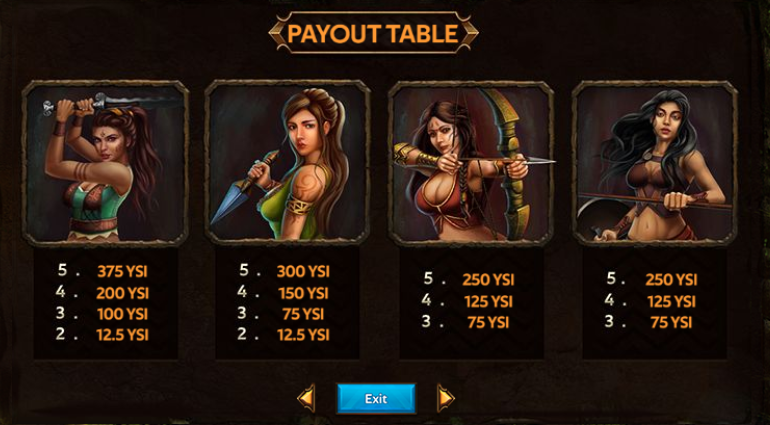 PAYOUT TABLE
5 . 375 YSI
4 . 200 YSI
3 . 100 YSI
2 . 12.5 YSI
5 . 300 YSI
4 . 150 YSI
3 . 75 YSI
2 . 12.5 YSI
5 . 250 YSI
4 . 125 YSI
3 . 75 YSI
5 . 250 YSI
4 . 125 YSI
3 . 75 YSI
Exit